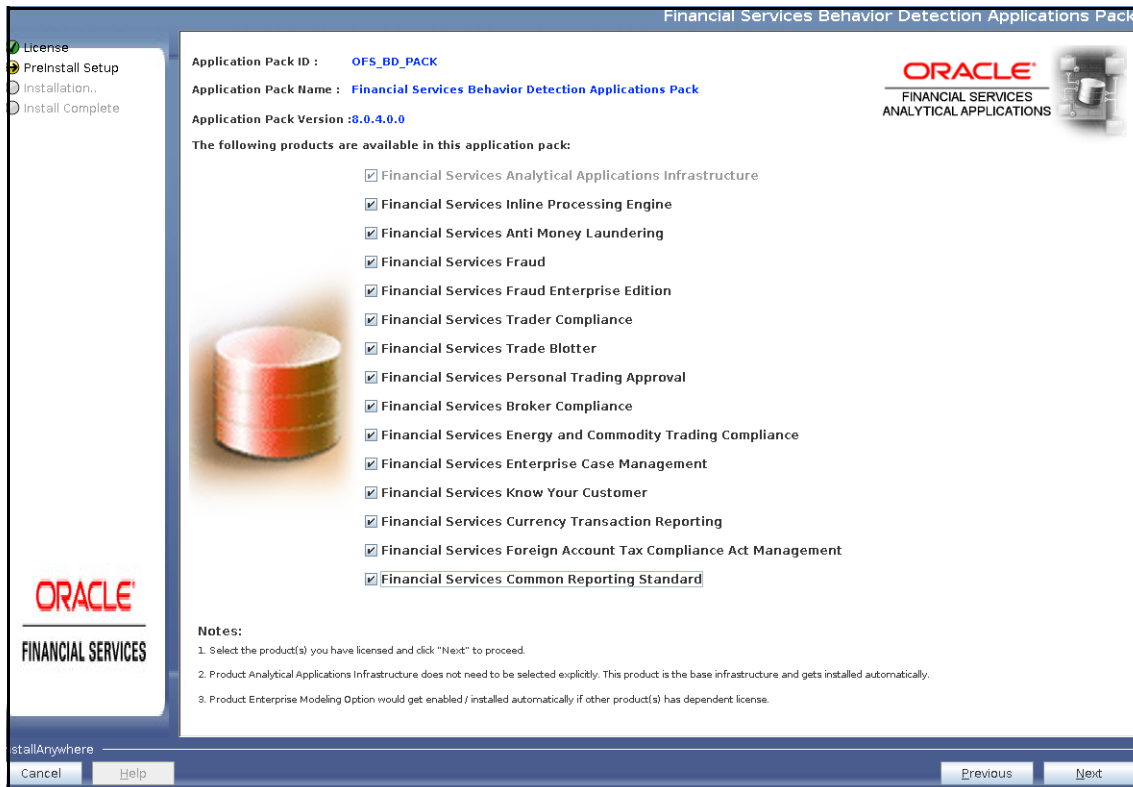 Financial Services Behavior Detection Applications Pack
License
PreInstall Setup
Installation..
Install Complete
Application Pack ID : OFS_BD_PACK
Application Pack Name : Financial Services Behavior Detection Applications Pack
Application Pack Version :8.0.4.0.0
The following products are available in this application pack:
ORACLE
FINANCIAL SERVICES
ANALYTICAL APPLICATIONS
Financial Services Analytical Applications Infrastructure
Financial Services Inline Processing Engine
Financial Services Anti Money Laundering
Financial Services Fraud
Financial Services Fraud Enterprise Edition
Financial Services Trader Compliance
Financial Services Trade Blotter
Financial Services Personal Trading Approval
Financial Services Broker Compliance
Financial Services Energy and Commodity Trading Compliance
Financial Services Enterprise Case Management
Financial Services Know Your Customer
Financial Services Currency Transaction Reporting
Financial Services Foreign Account Tax Compliance Act Management
Financial Services Common Reporting Standard
ORACLE
FINANCIAL SERVICES
Notes:
1. Select the product(s) you have licensed and click "Next" to proceed.
2. Product Analytical Applications Infrastructure does not need to be selected explicitly. This product is the base infrastructure and gets installed automatically.
3. Product Enterprise Modeling Option would get enabled / installed automatically if other product(s) has dependent license.
stallAnywhere
Cancel Help Previous Next